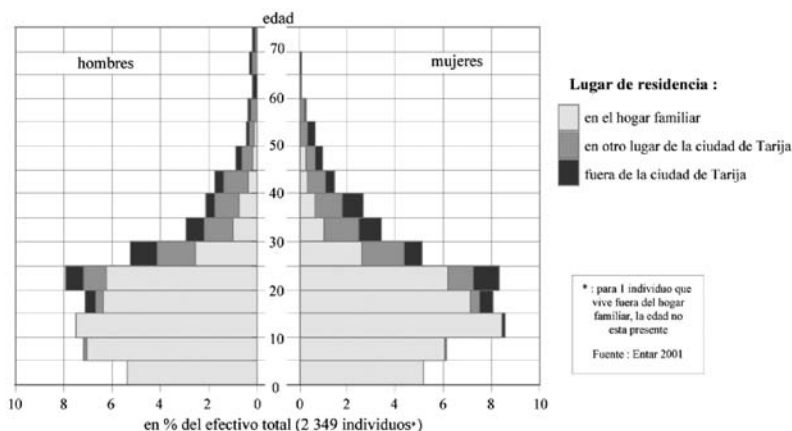 edad
70
60
50
40
30
20
10
0
hombres
mujeres
10 8 6 4 2 0 0 2 4 6 8 10
en % del efectivo total (2 349 individuos*)
Lugar de residencia :
en el hogar familiar
en otro lugar de la ciudad de Tarija
fuera de la ciudad de Tarija
* : para 1 individuo que
vive fuera del hogar
familiar, la edad no
esta presente
Fuente : Entar 2001